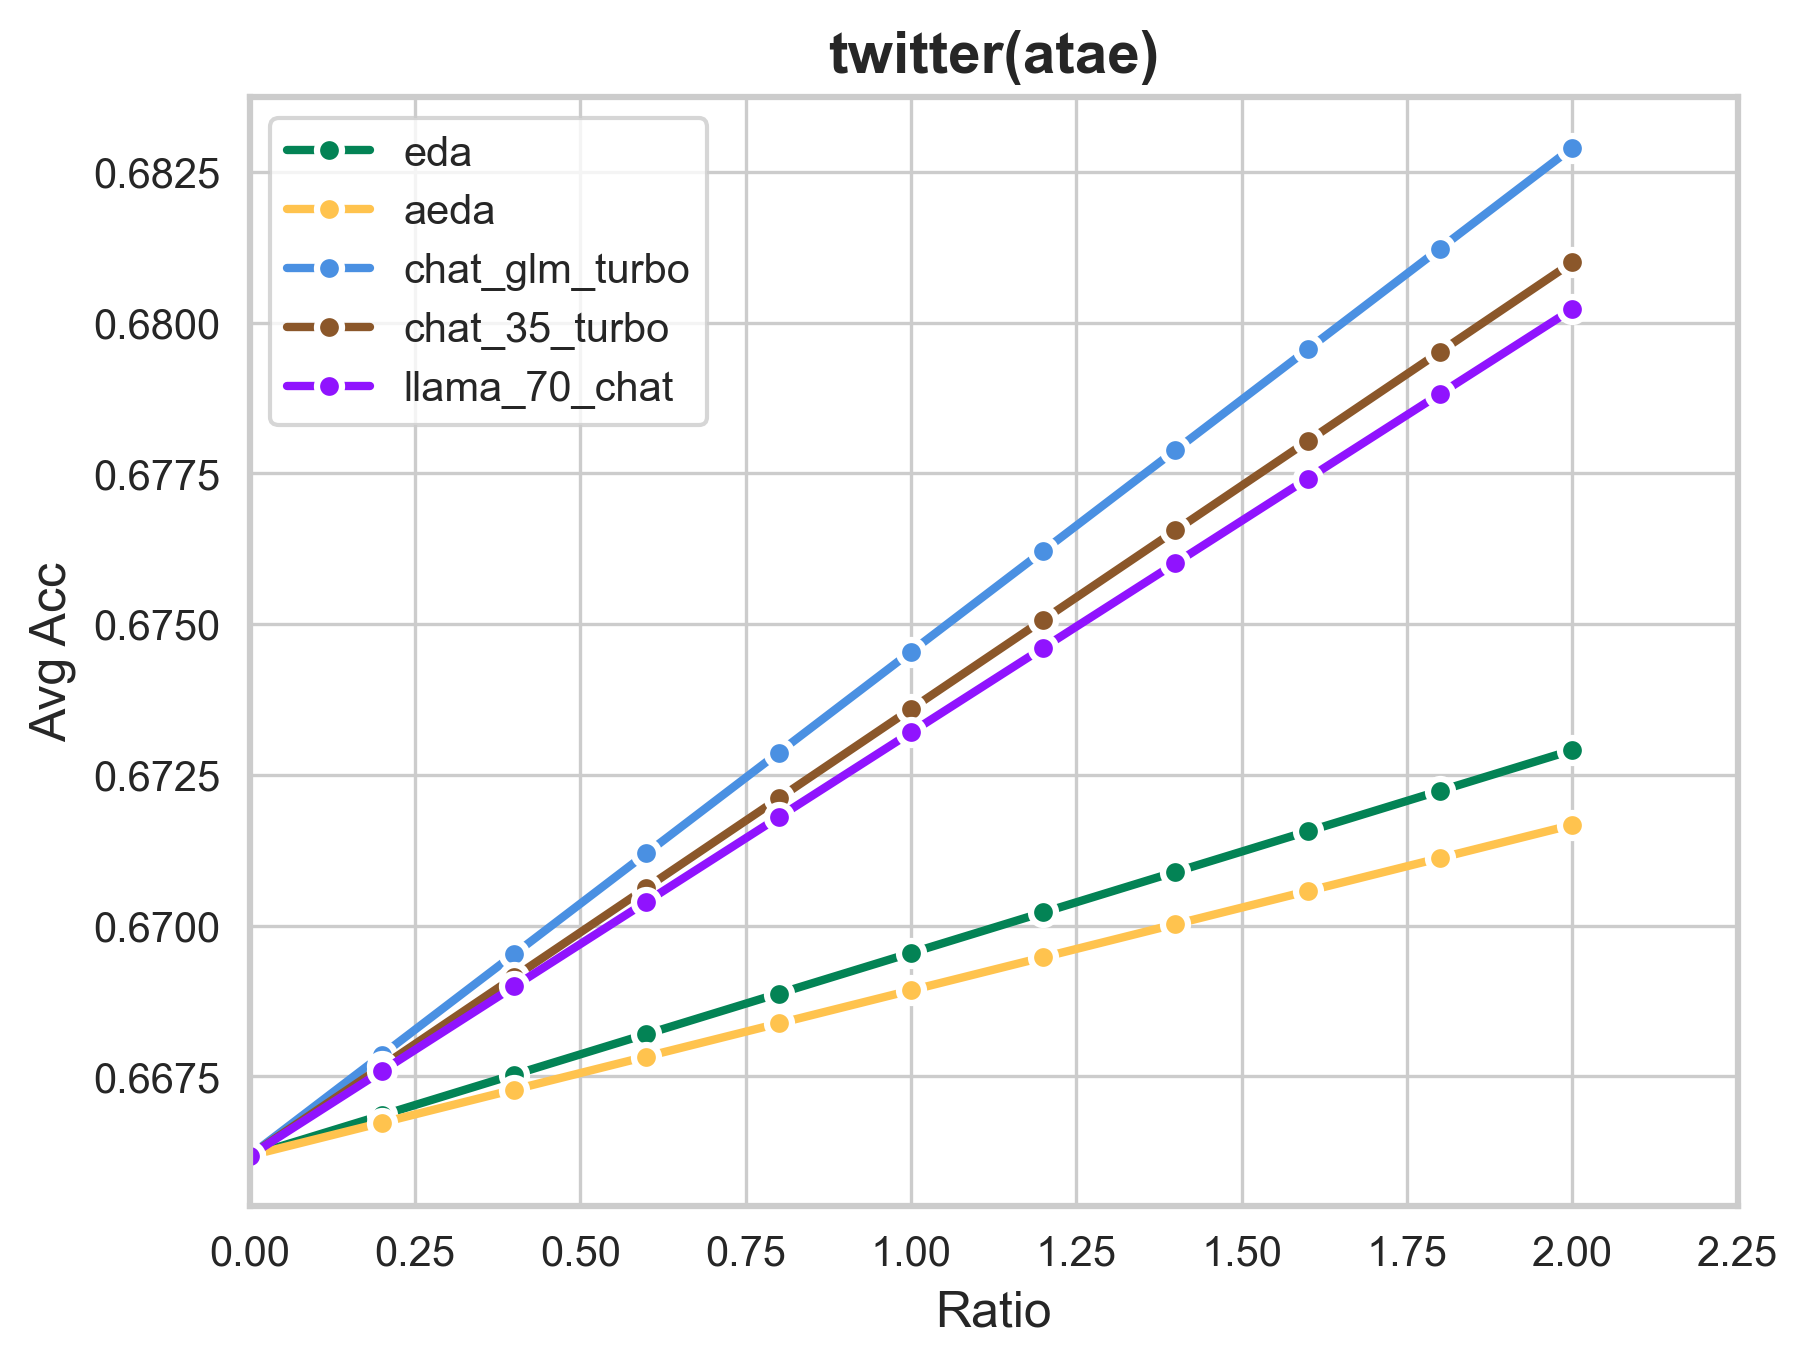 twitter(atae)
eda
aeda
chat_glm_turbo
chat_35_turbo
llama_70_chat
Avg Acc
0.6825
0.6800
0.6775
0.6750
0.6725
0.6700
0.6675
0.00 0.25 0.50 0.75 1.00 1.25 1.50 1.75 2.00 2.25
Ratio